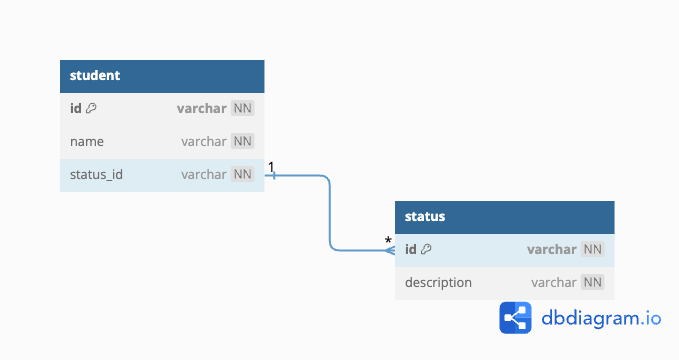 student
id varchar NN
name varchar NN
status_id varchar NN
1
status
*
id varchar NN
description varchar NN
dbdiagram.io